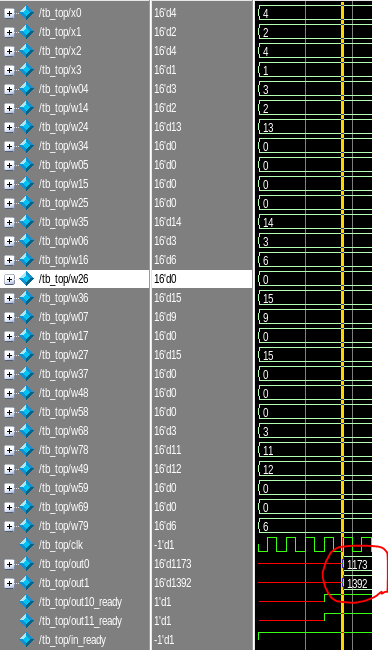 /tb_top/x0 16'd4 4
/tb_top/x1 16'd2 2
/tb_top/x2 16'd4 4
/tb_top/x3 16'd1 1
/tb_top/w04 16'd3 3
/tb_top/w14 16'd2 2
/tb_top/w24 16'd13 13
/tb_top/w34 16'd0 0
/tb_top/w05 16'd0 0
/tb_top/w15 16'd0 0
/tb_top/w25 16'd0 0
/tb_top/w35 16'd14 14
/tb_top/w06 16'd3 3
/tb_top/w16 16'd6 6
/tb_top/w26 16'd0 0
/tb_top/w36 16'd15 15
/tb_top/w07 16'd9 9
/tb_top/w17 16'd0 0
/tb_top/w27 16'd15 15
/tb_top/w37 16'd0 0
/tb_top/w48 16'd0 0
/tb_top/w58 16'd0 0
/tb_top/w68 16'd3 3
/tb_top/w78 16'd11 11
/tb_top/w49 16'd12 12
/tb_top/w59 16'd0 0
/tb_top/w69 16'd0 0
/tb_top/w79 16'd6 6
/tb_top/clk -1'd1
/tb_top/out0 16'd1173 1173
/tb_top/out1 16'd1392 1392
/tb_top/out10_ready 1'd1
/tb_top/out11_ready 1'd1
/tb_top/in_ready -1'd1